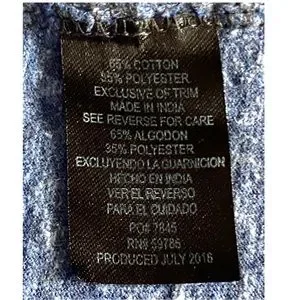 65% COTTON
35% POLYESTER
EXCLUSIVE OF TRIM
MADE IN INDIA
SEE REVERSE FOR CARE
65% ALGODON
35% POLYESTER
EXCLUYENDO LA GUARNICION
HECHO EN INDIA
VER EL REVERSO
PARA EL CUIDADO
PO# 7845
RN# 59785
PRODUCED JULY 2016